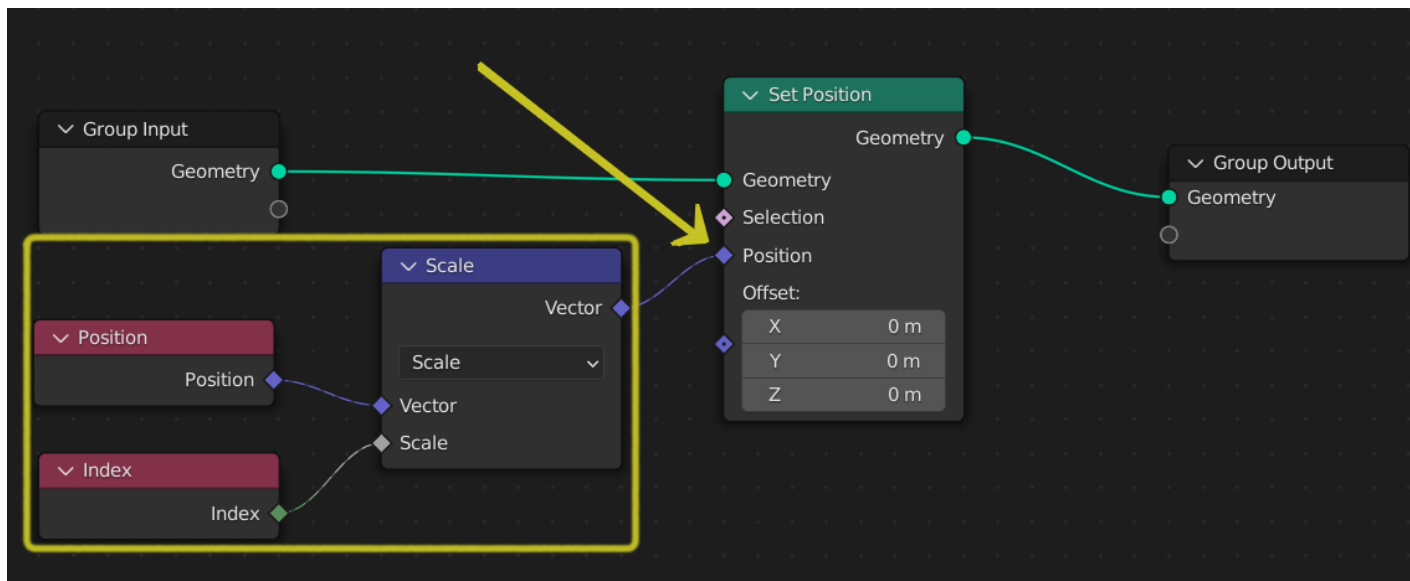 Group Input
Geometry
Position
Position
Index
Index
Scale
Vector
Scale
Vector
Scale
Set Position
Geometry
Geometry
Selection
Position
Offset:
X 0 m
Y 0 m
Z 0 m
Group Output
Geometry